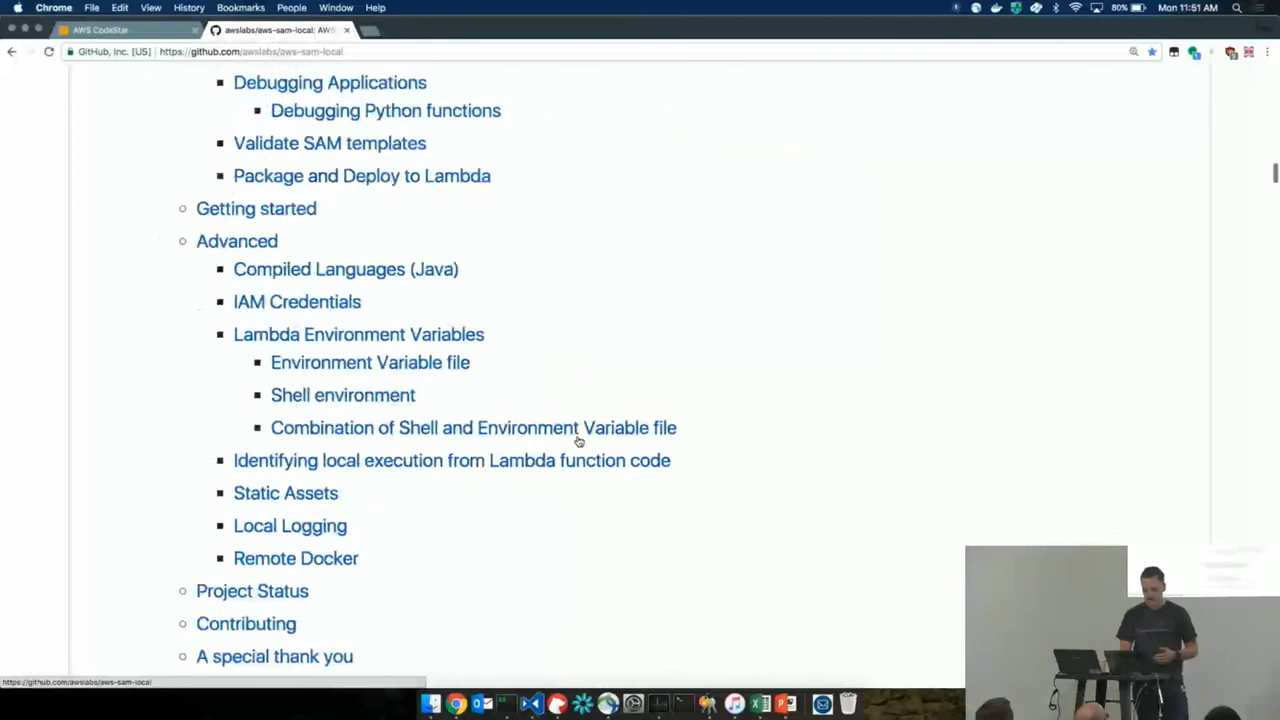 Chrome File Edit View History Bookmarks People Window Help 80% Mon 11:51 AM
AWS CodeStar awslabs/aws-sam-local: AWS
GitHub, Inc. [US] https://github.com/awslabs/aws-sam-local
Debugging Applications
Debugging Python functions
Validate SAM templates
Package and Deploy to Lambda
Getting started
Advanced
Compiled Languages (Java)
IAM Credentials
Lambda Environment Variables
Environment Variable file
Shell environment
Combination of Shell and Environment Variable file
Identifying local execution from Lambda function code
Static Assets
Local Logging
Remote Docker
Project Status
Contributing
A special thank you
https://github.com/awslabs/aws-sam-local